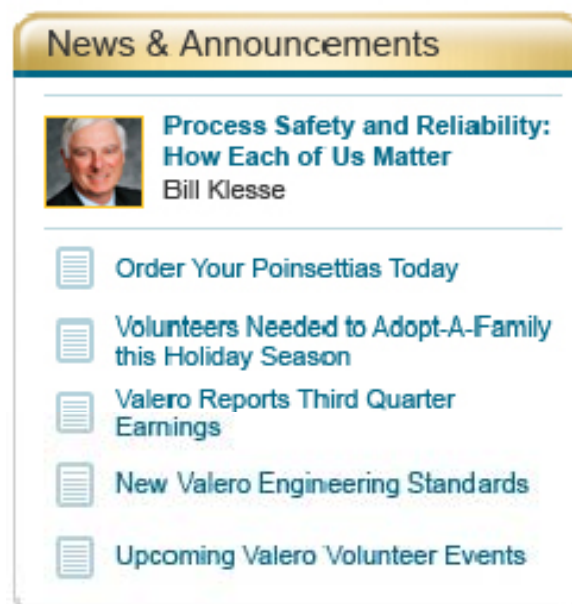 News & Announcements
Process Safety and Reliability:
How Each of Us Matter
Bill Klesse
Order Your Poinsettias Today
Volunteers Needed to Adopt-A-Family
this Holiday Season
Valero Reports Third Quarter
Earnings
New Valero Engineering Standards
Upcoming Valero Volunteer Events